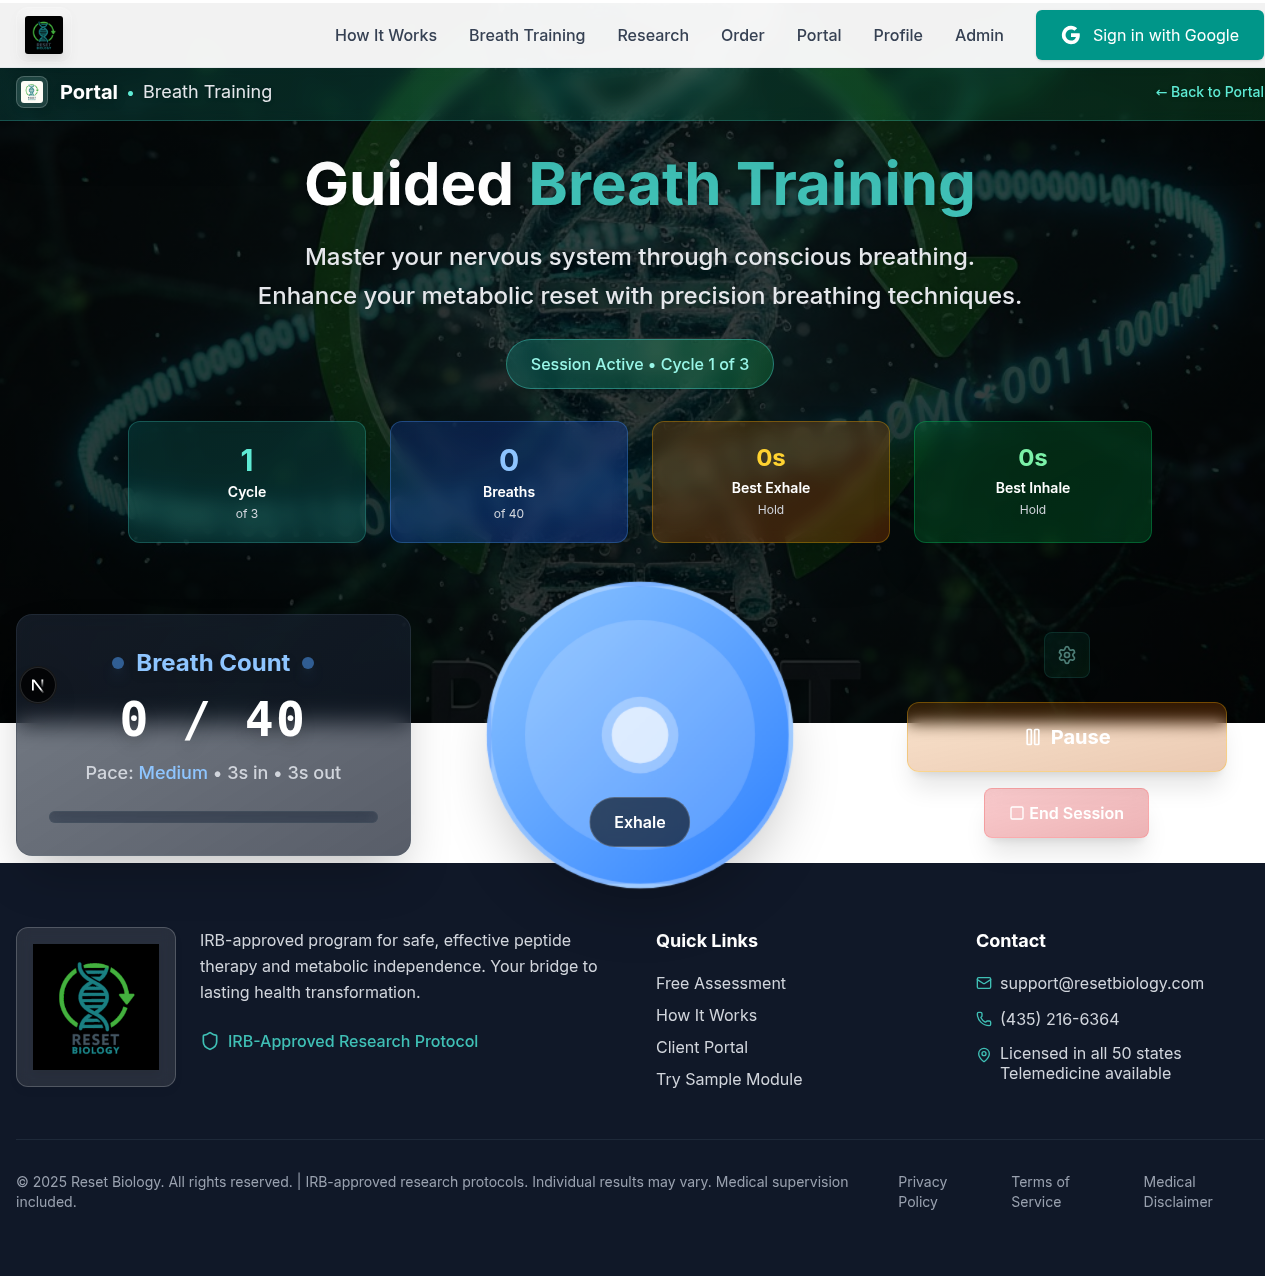 How It Works
Breath Training
Research
Order
Portal
Profile
Admin
Sign in with Google
Portal • Breath Training
← Back to Portal
Guided Breath Training
Master your nervous system through conscious breathing.
Enhance your metabolic reset with precision breathing techniques.
Session Active • Cycle 1 of 3
1
Cycle
of 3
0
Breaths
of 40
0s
Best Exhale
Hold
0s
Best Inhale
Hold
Breath Count
N
0 / 40
Pace: Medium • 3s in • 3s out
Exhale
Pause
End Session
RESET
BIOLOGY
IRB-approved program for safe, effective peptide
therapy and metabolic independence. Your bridge to
lasting health transformation.
IRB-Approved Research Protocol
Quick Links
Free Assessment
How It Works
Client Portal
Try Sample Module
Contact
support@resetbiology.com
(435) 216-6364
Licensed in all 50 states
Telemedicine available
© 2025 Reset Biology. All rights reserved. | IRB-approved research protocols. Individual results may vary. Medical supervision
included.
Privacy
Policy
Terms of
Service
Medical
Disclaimer